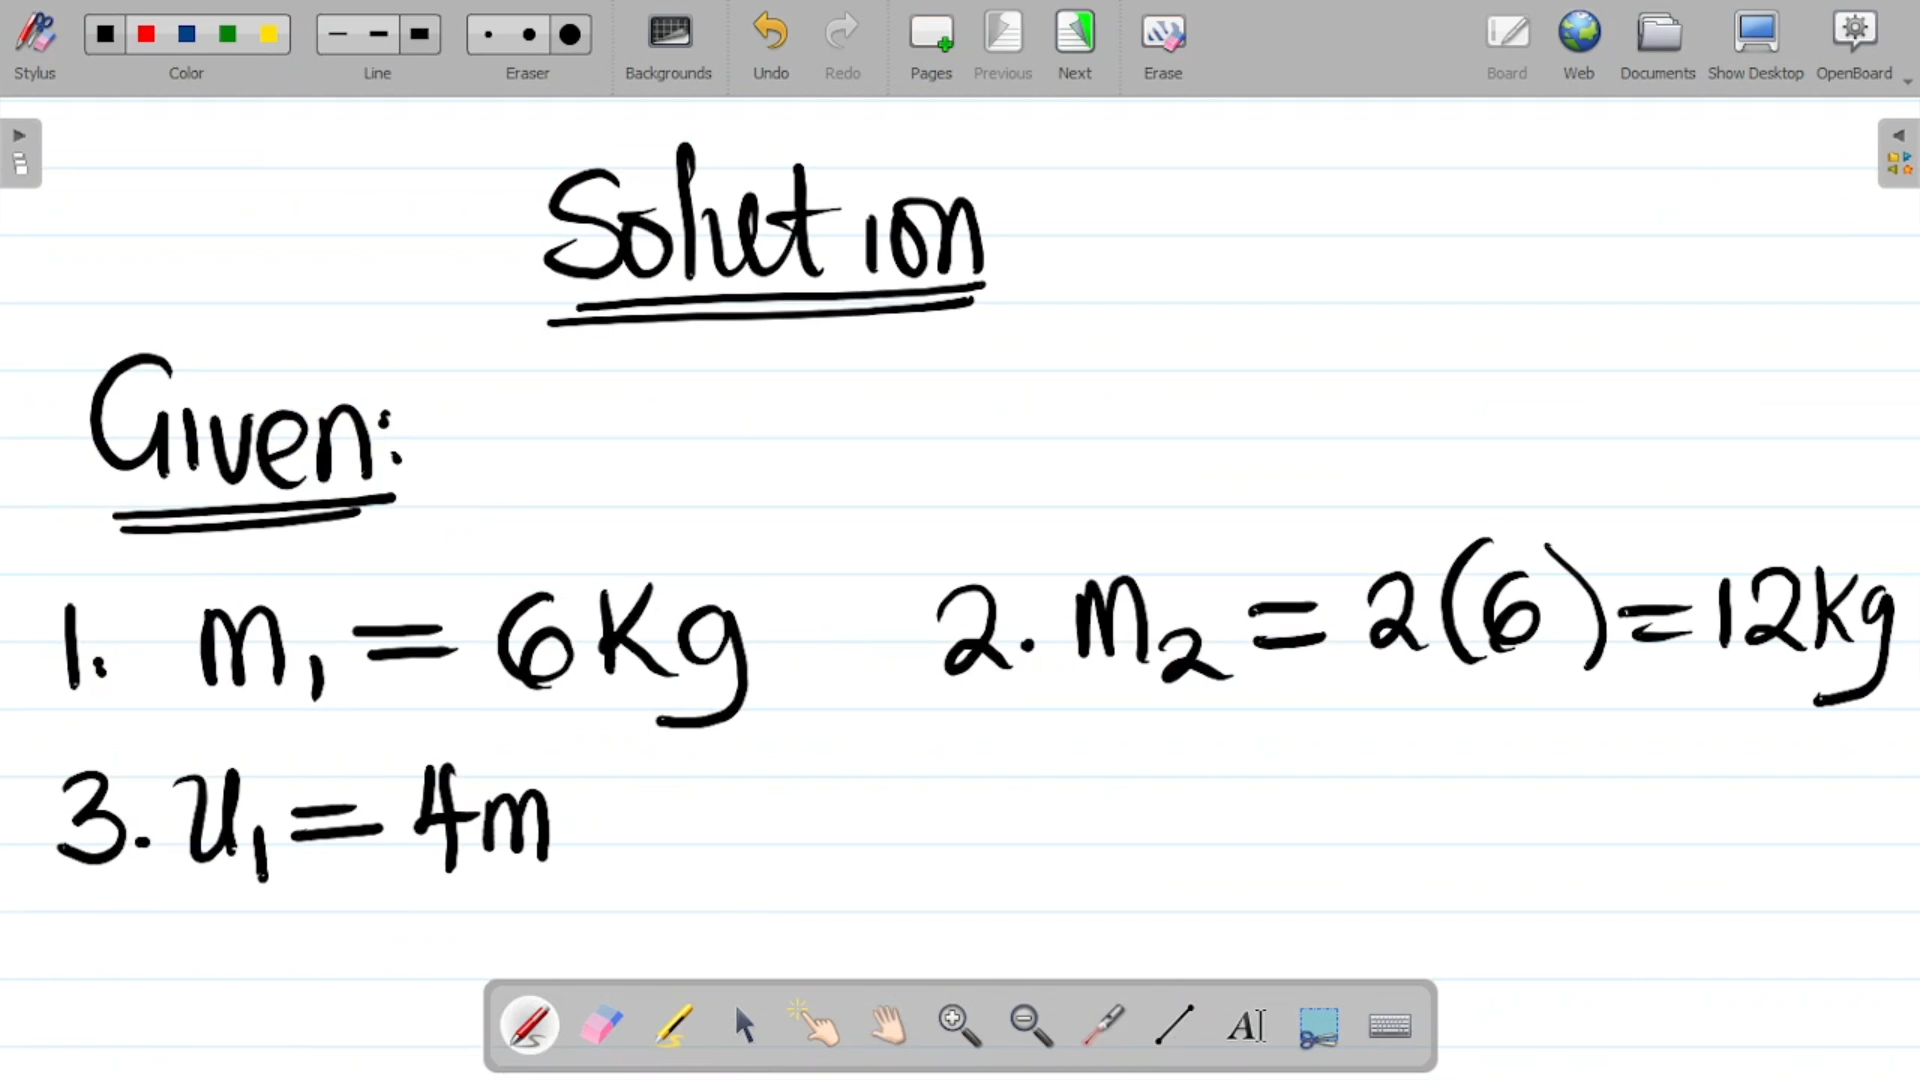 Stylus Color Line Eraser Backgrounds Undo Redo Pages Previous Next Erase Board Web Documents Show Desktop OpenBoard
Solution
Given:
1. m₁ = 6Kg 2. m₂ = 2(6) = 12Kg
3. u₁ = 4m